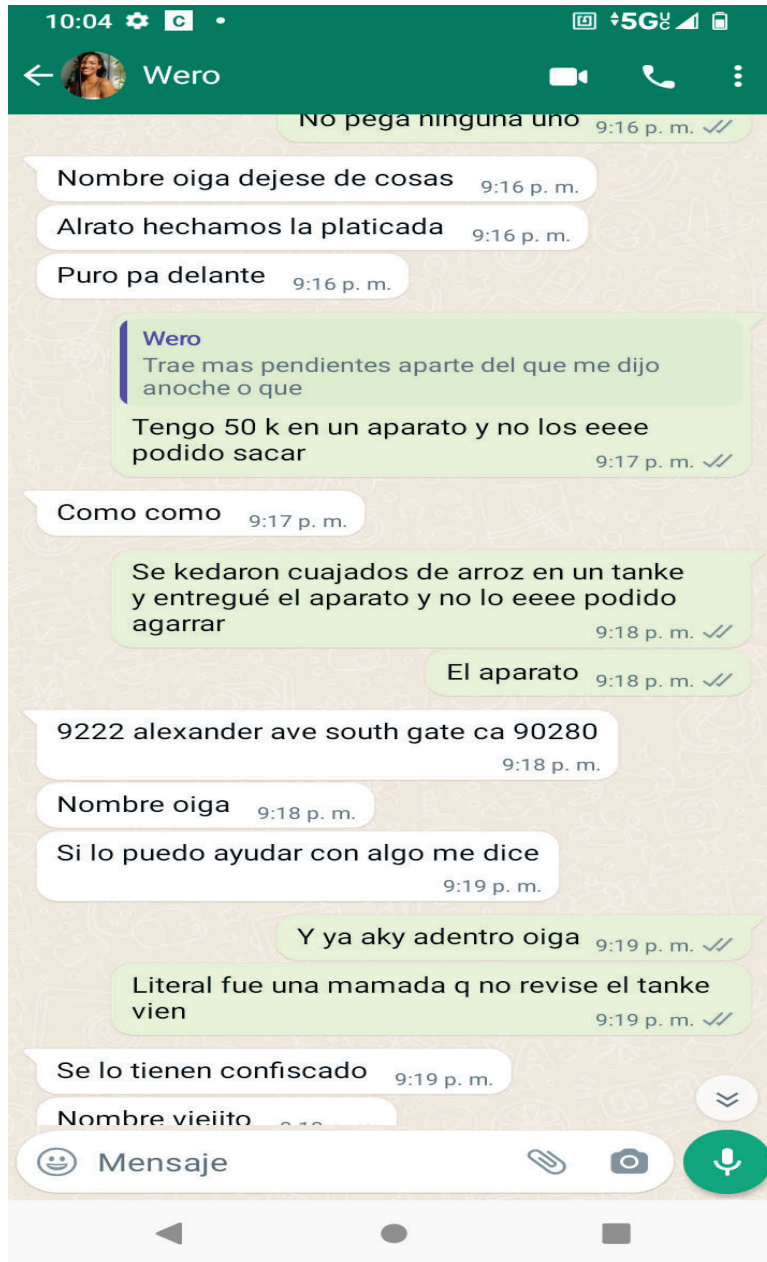 10:04 C 5G
Wero
No pega ninguna uno 9:16 p. m.
Nombre oiga dejese de cosas 9:16 p. m.
Alrato hechamos la platicada 9:16 p. m.
Puro pa delante 9:16 p. m.
Wero
Trae mas pendientes aparte del que me dijo
anoche o que
Tengo 50 k en un aparato y no los eeee
podido sacar 9:17 p. m.
Como como 9:17 p. m.
Se kedaron cuajados de arroz en un tanke
y entregué el aparato y no lo eeee podido
agarrar 9:18 p. m.
El aparato 9:18 p. m.
9222 alexander ave south gate ca 90280
9:18 p. m.
Nombre oiga 9:18 p. m.
Si lo puedo ayudar con algo me dice
9:19 p. m.
Y ya aky adentro oiga 9:19 p. m.
Literal fue una mamada q no revise el tanke
vien 9:19 p. m.
Se lo tienen confiscado 9:19 p. m.
Nombre viejito
Mensaje